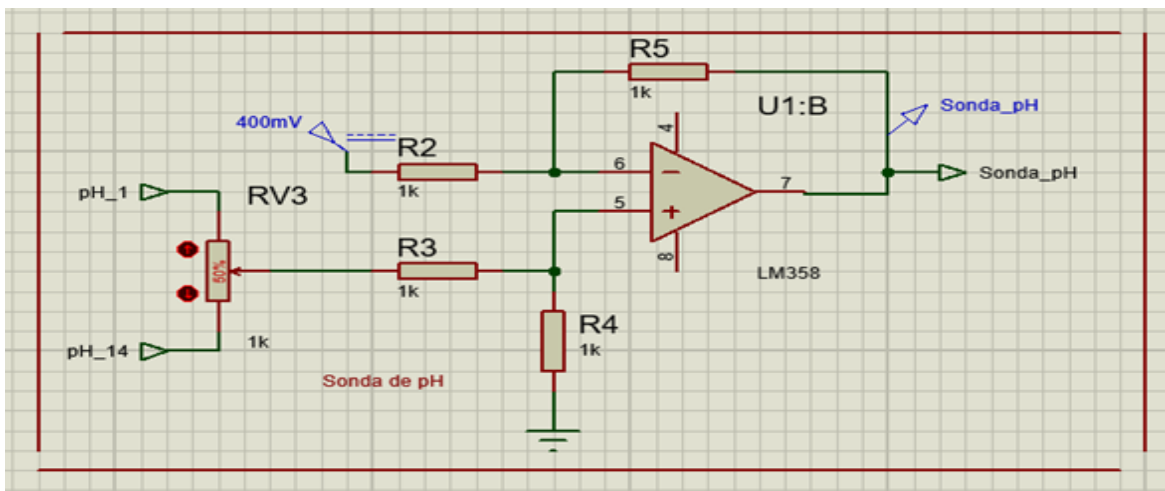 R5
1k
U1:B
Sonda_pH
400mV
4
R2
1k
6
7
Sonda_pH
pH_1
RV3
5
R3
1k
50%
8
LM358
R4
1k
pH_14
1k
Sonda de pH